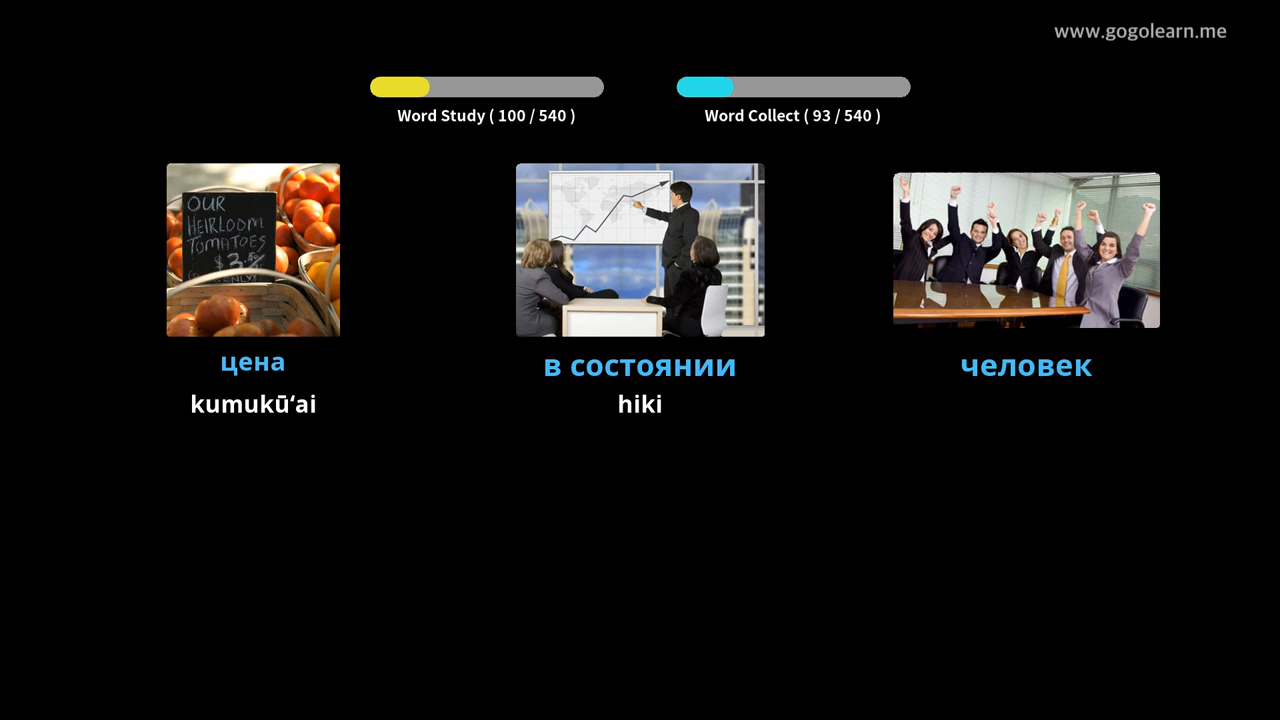 www.gogolearn.me
Word Study ( 100 / 540 )
Word Collect ( 93 / 540 )
OUR
HEIRLOOM
TOMATOES
цена
в состоянии
человек
kumukūʻai
hiki